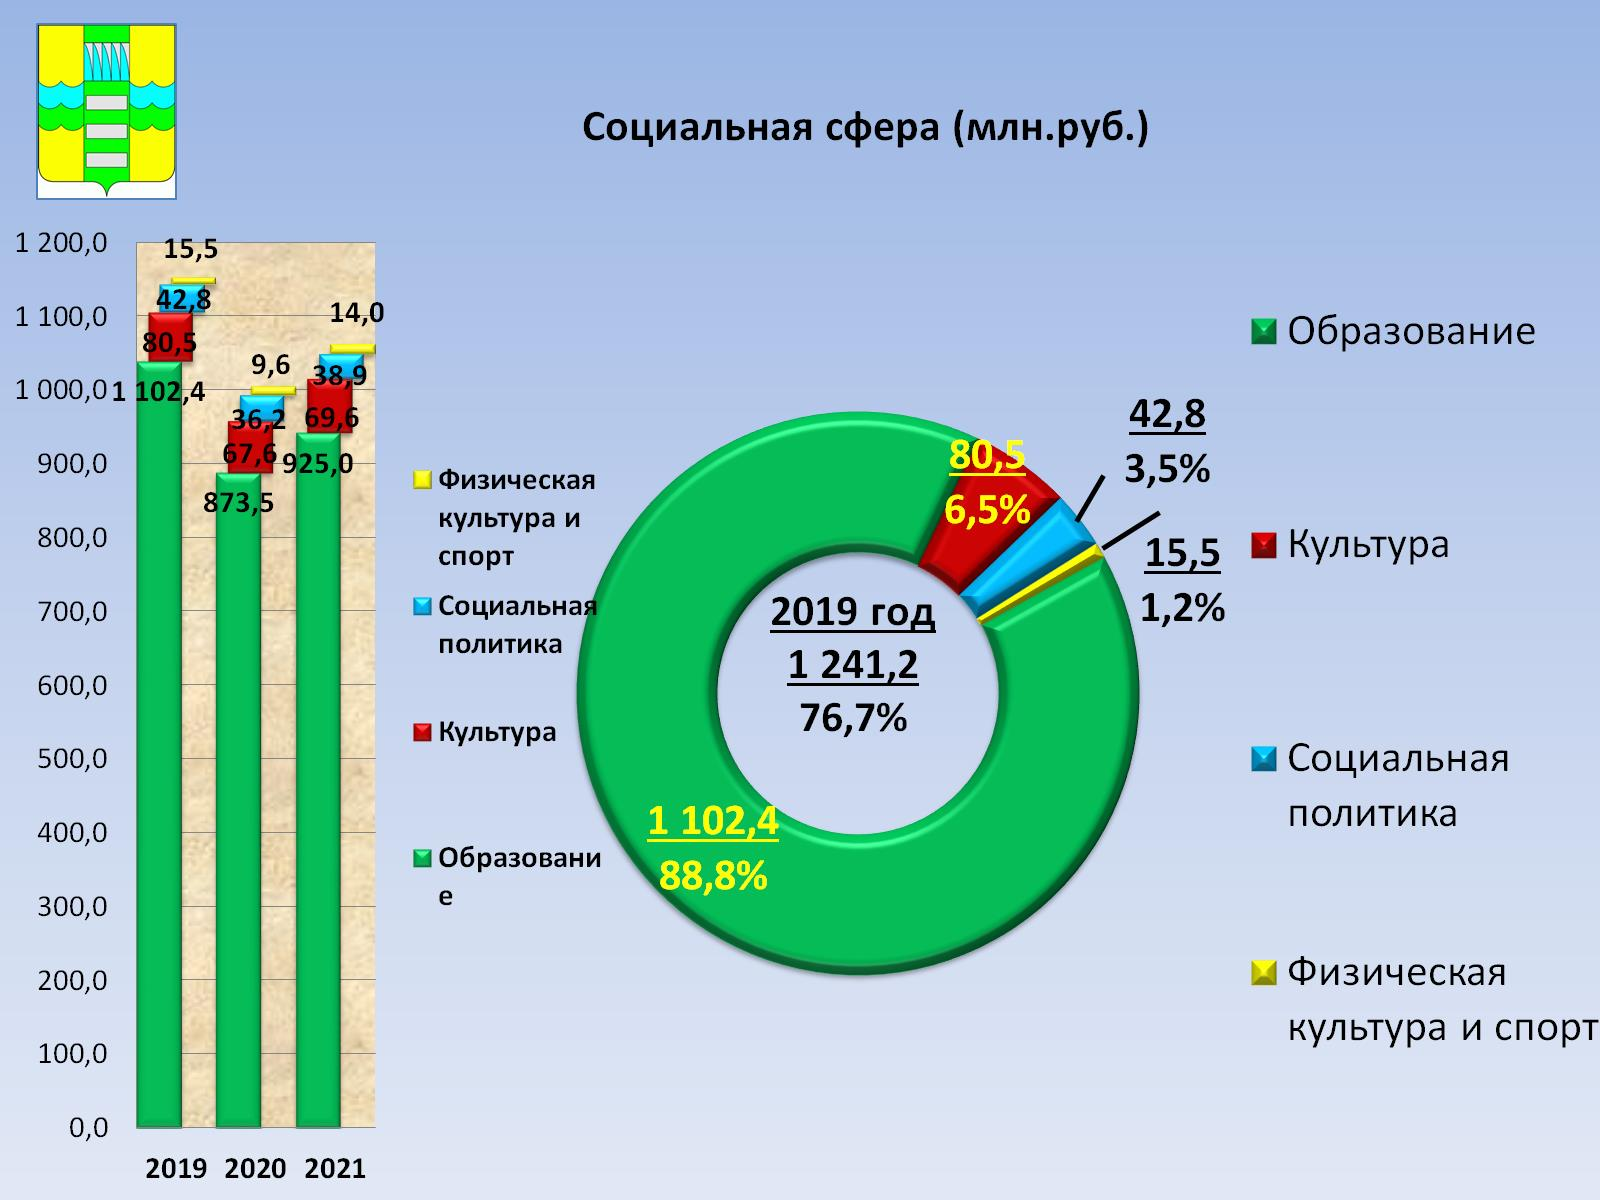 Социальная сфера (млн.руб.)
1 200,0
1 100,0
1 000,0
900,0
800,0
700,0
600,0
500,0
400,0
300,0
200,0
100,0
0,0
15,5
42,8
80,5
1 102,4
9,6
36,2
67,6
873,5
14,0
38,9
69,6
925,0
2019 2020 2021
Физическая
культура и
спорт
Социальная
политика
Культура
Образовани
е
80,5
6,5%
42,8
3,5%
15,5
1,2%
2019 год
1 241,2
76,7%
1 102,4
88,8%
Образование
Культура
Социальная
политика
Физическая
культура и спорт